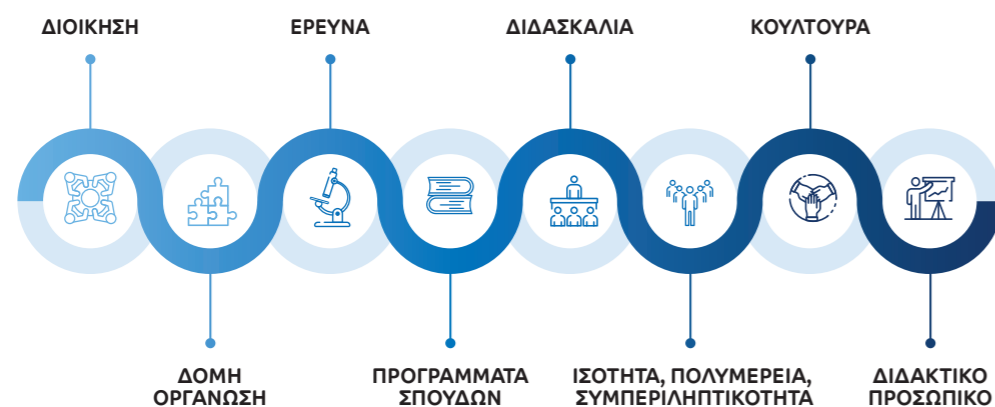 ΔΙΟΙΚΗΣΗ
ΕΡΕΥΝΑ
ΔΙΔΑΣΚΑΛΙΑ
ΚΟΥΛΤΟΥΡΑ
ΔΟΜΗ
ΟΡΓΑΝΩΣΗ
ΠΡΟΓΡΑΜΜΑΤΑ
ΣΠΟΥΔΩΝ
ΙΣΟΤΗΤΑ, ΠΟΛΥΜΕΡΕΙΑ,
ΣΥΜΠΕΡΙΛΗΠΤΙΚΟΤΗΤΑ
ΔΙΔΑΚΤΙΚΟ
ΠΡΟΣΩΠΙΚΟ